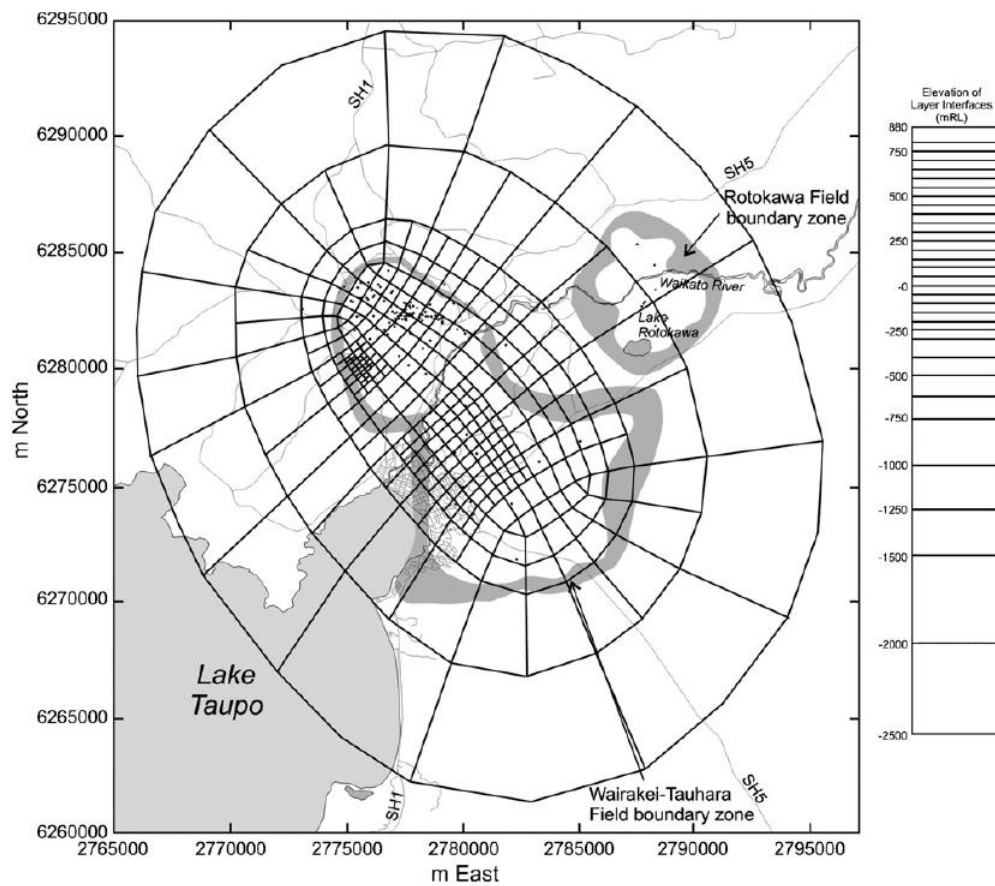 6295000
6290000
6285000
6280000
6275000
6270000
6265000
6260000
m North
2765000 2770000 2775000 2780000 2785000 2790000 2795000
m East
SH1
SH5
Rotokawa Field
boundary zone
Waikato River
Lake
Rotokawa
Lake
Taupo
SH1
Wairakei-Tauhara
Field boundary zone
SH5
Elevation of
Layer Interfaces
(mRL)
880
750
500
250
-0
-250
-500
-750
-1000
-1250
-1500
-2000
-2500